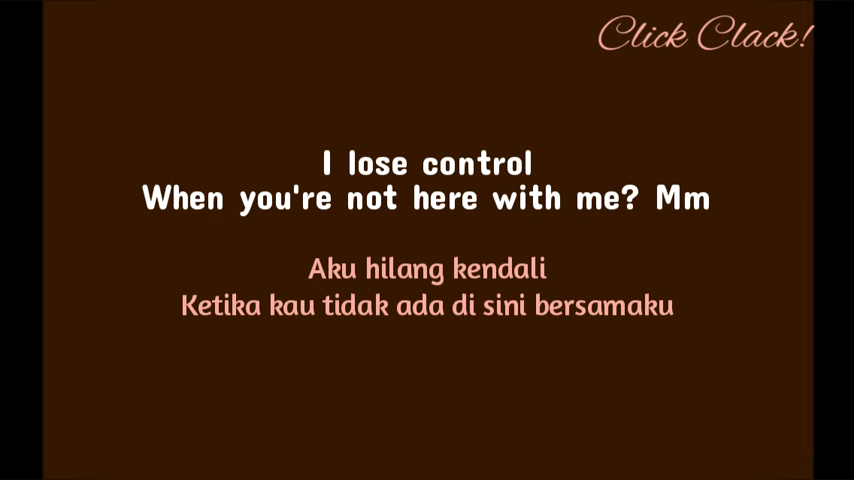 Click Clack!
I lose control
When you're not here with me? Mm
Aku hilang kendali
Ketika kau tidak ada di sini bersamaku